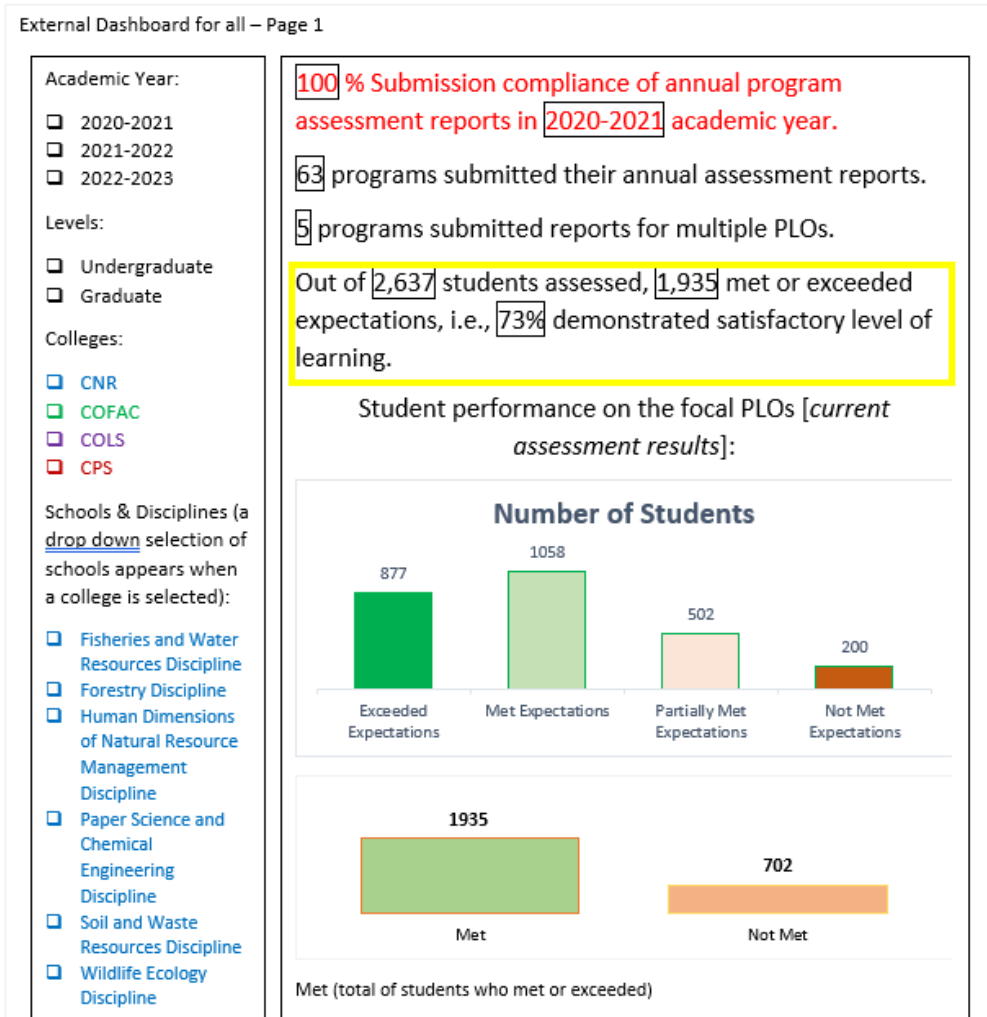 External Dashboard for all – Page 1
Academic Year:
2020-2021
2021-2022
2022-2023
Levels:
Undergraduate
Graduate
Colleges:
CNR
COFAC
COLS
CPS
Schools & Disciplines (a
drop down selection of
schools appears when
a college is selected):
Fisheries and Water
Resources Discipline
Forestry Discipline
Human Dimensions
of Natural Resource
Management
Discipline
Paper Science and
Chemical
Engineering
Discipline
Soil and Waste
Resources Discipline
Wildlife Ecology
Discipline
100 % Submission compliance of annual program
assessment reports in 2020-2021 academic year.
63 programs submitted their annual assessment reports.
5 programs submitted reports for multiple PLOs.
Out of 2,637 students assessed, 1,935 met or exceeded
expectations, i.e., 73% demonstrated satisfactory level of
learning.
Student performance on the focal PLOs [current
assessment results]:
Number of Students
877
1058
502
200
Exceeded
Expectations
Met Expectations
Partially Met
Expectations
Not Met
Expectations
1935
702
Met
Not Met
Met (total of students who met or exceeded)